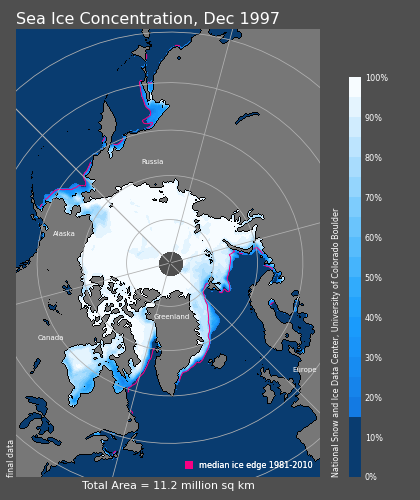 Sea Ice Concentration, Dec 1997
Russia
Alaska
Greenland
Canada
Europe
median ice edge 1981-2010
final data
Total Area = 11.2 million sq km
100%
90%
80%
70%
60%
50%
40%
30%
20%
10%
0%
National Snow and Ice Data Center, University of Colorado Boulder